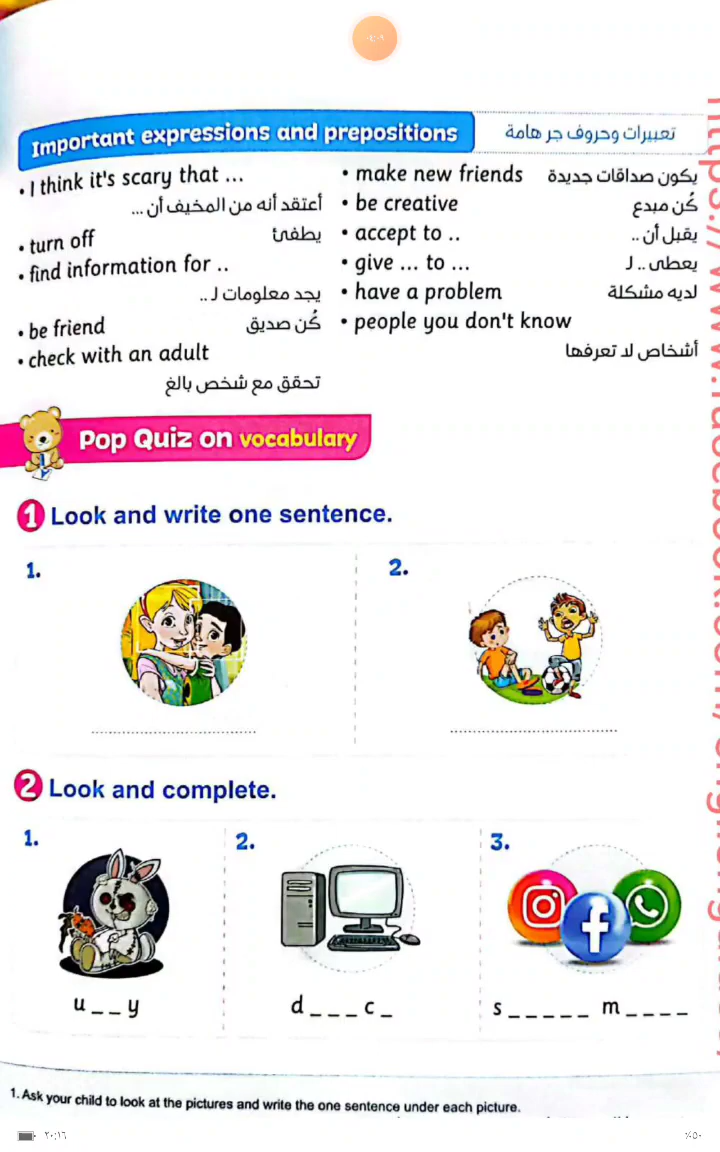 ٠٤:٠٩
Important expressions and prepositions
تعبيرات وحروف جر هامة
• I think it's scary that ...
أعتقد أنه من المخيف أن ...
• turn off يطفئ
• find information for ..
يجد معلومات لـ ..
• be friend كُن صديق
• check with an adult
تحقق مع شخص بالغ
• make new friends يكون صداقات جديدة
• be creative كُن مبدع
• accept to .. يقبل أن ..
• give ... to ... يعطى .. لـ
• have a problem لديه مشكلة
• people you don't know
أشخاص لا تعرفها
Pop Quiz on vocabulary
1 Look and write one sentence.
1.
2.
2 Look and complete.
1.
2.
3.
u _ _ y
d _ _ _ c _
s _ _ _ _ _ m _ _ _ _
1. Ask your child to look at the pictures and write the one sentence under each picture.